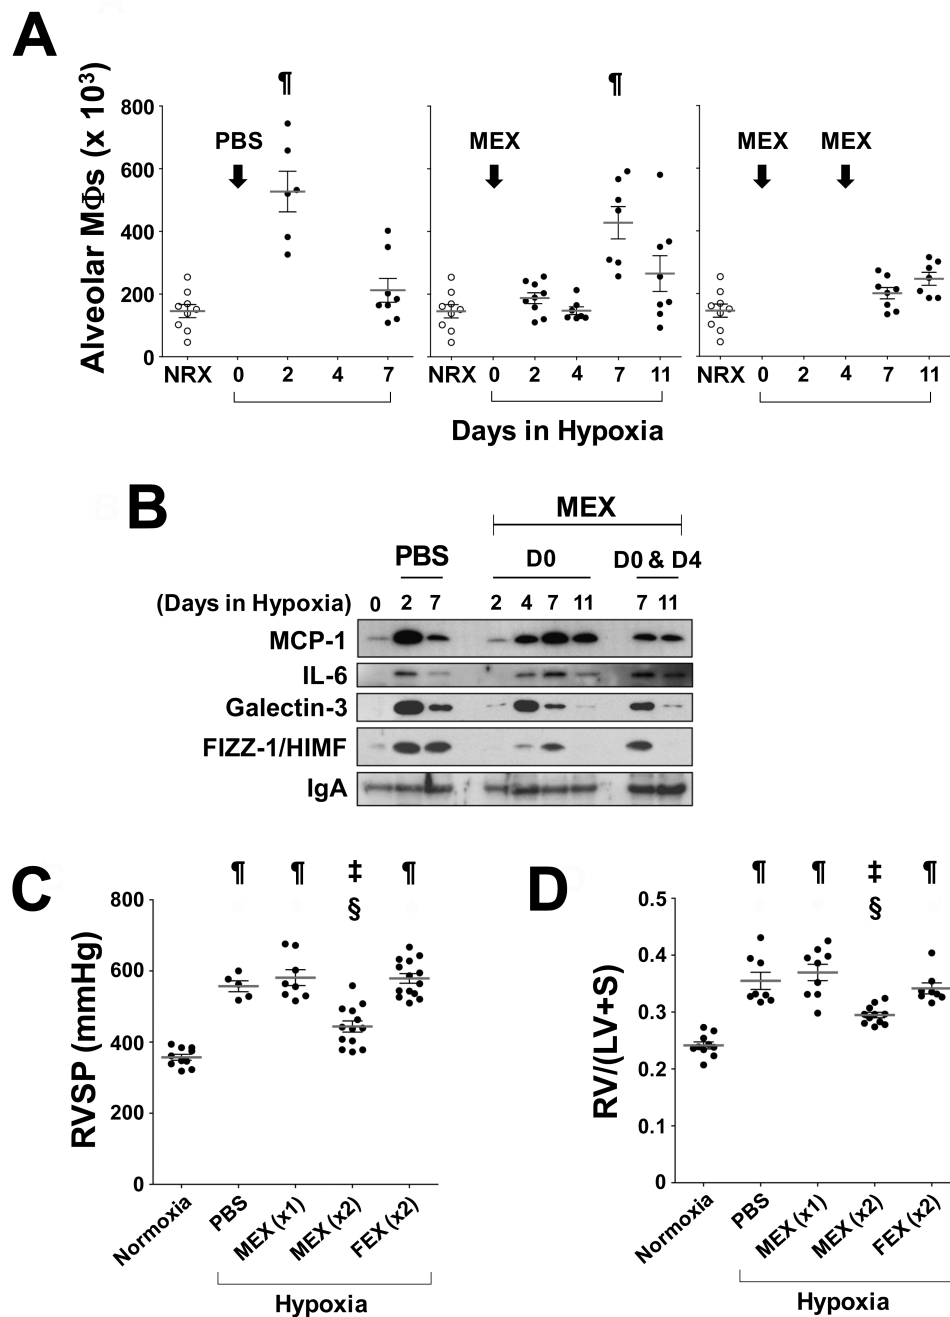 A
Alveolar MΦs (x 10³)
¶ ¶
800
600
400
200
0
PBS MEX MEX MEX
NRX 0 2 4 7 NRX 0 2 4 7 11 NRX 0 2 4 7 11
Days in Hypoxia
B
MEX
PBS D0 D0 & D4
(Days in Hypoxia) 0 2 7 2 4 7 11 7 11
MCP-1
IL-6
Galectin-3
FIZZ-1/HIMF
IgA
C
¶ ¶ ‡ ¶
§
RVSP (mmHg)
800
600
400
200
0
Normoxia PBS MEX (x1) MEX (x2) FEX (x2)
Hypoxia
D
¶ ¶ ‡ ¶
§
RV/(LV+S)
0.5
0.4
0.3
0.2
0.1
0
Normoxia PBS MEX (x1) MEX (x2) FEX (x2)
Hypoxia